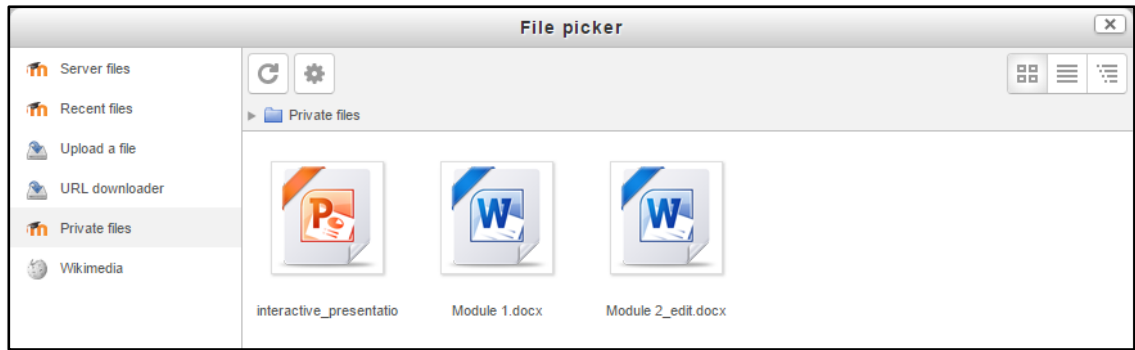 File picker
Server files
Recent files
Upload a file
URL downloader
Private files
Wikimedia
Private files
interactive_presentatio
Module 1.docx
Module 2_edit.docx